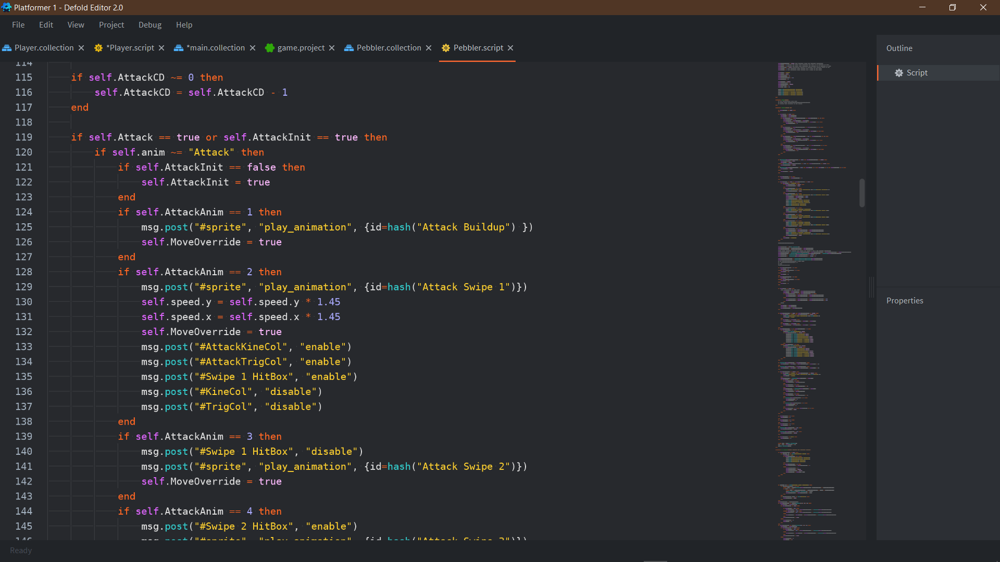 Platformer 1 - Defold Editor 2.0
File Edit View Project Debug Help
Player.collection *Player.script *main.collection game.project Pebbler.collection Pebbler.script
Outline
Script
Properties
114
115 if self.AttackCD ~= 0 then
116 self.AttackCD = self.AttackCD - 1
117 end
118
119 if self.Attack == true or self.AttackInit == true then
120 if self.anim ~= "Attack" then
121 if self.AttackInit == false then
122 self.AttackInit = true
123 end
124 if self.AttackAnim == 1 then
125 msg.post("#sprite", "play_animation", {id=hash("Attack Buildup") })
126 self.MoveOverride = true
127 end
128 if self.AttackAnim == 2 then
129 msg.post("#sprite", "play_animation", {id=hash("Attack Swipe 1")})
130 self.speed.y = self.speed.y * 1.45
131 self.speed.x = self.speed.x * 1.45
132 self.MoveOverride = true
133 msg.post("#AttackKineCol", "enable")
134 msg.post("#AttackTrigCol", "enable")
135 msg.post("#Swipe 1 HitBox", "enable")
136 msg.post("#KineCol", "disable")
137 msg.post("#TrigCol", "disable")
138 end
139 if self.AttackAnim == 3 then
140 msg.post("#Swipe 1 HitBox", "disable")
141 msg.post("#sprite", "play_animation", {id=hash("Attack Swipe 2")})
142 self.MoveOverride = true
143 end
144 if self.AttackAnim == 4 then
145 msg.post("#Swipe 2 HitBox", "enable")
146 msg.post("#sprite", "play_animation", {id=hash("Attack Swipe 3")})
Ready